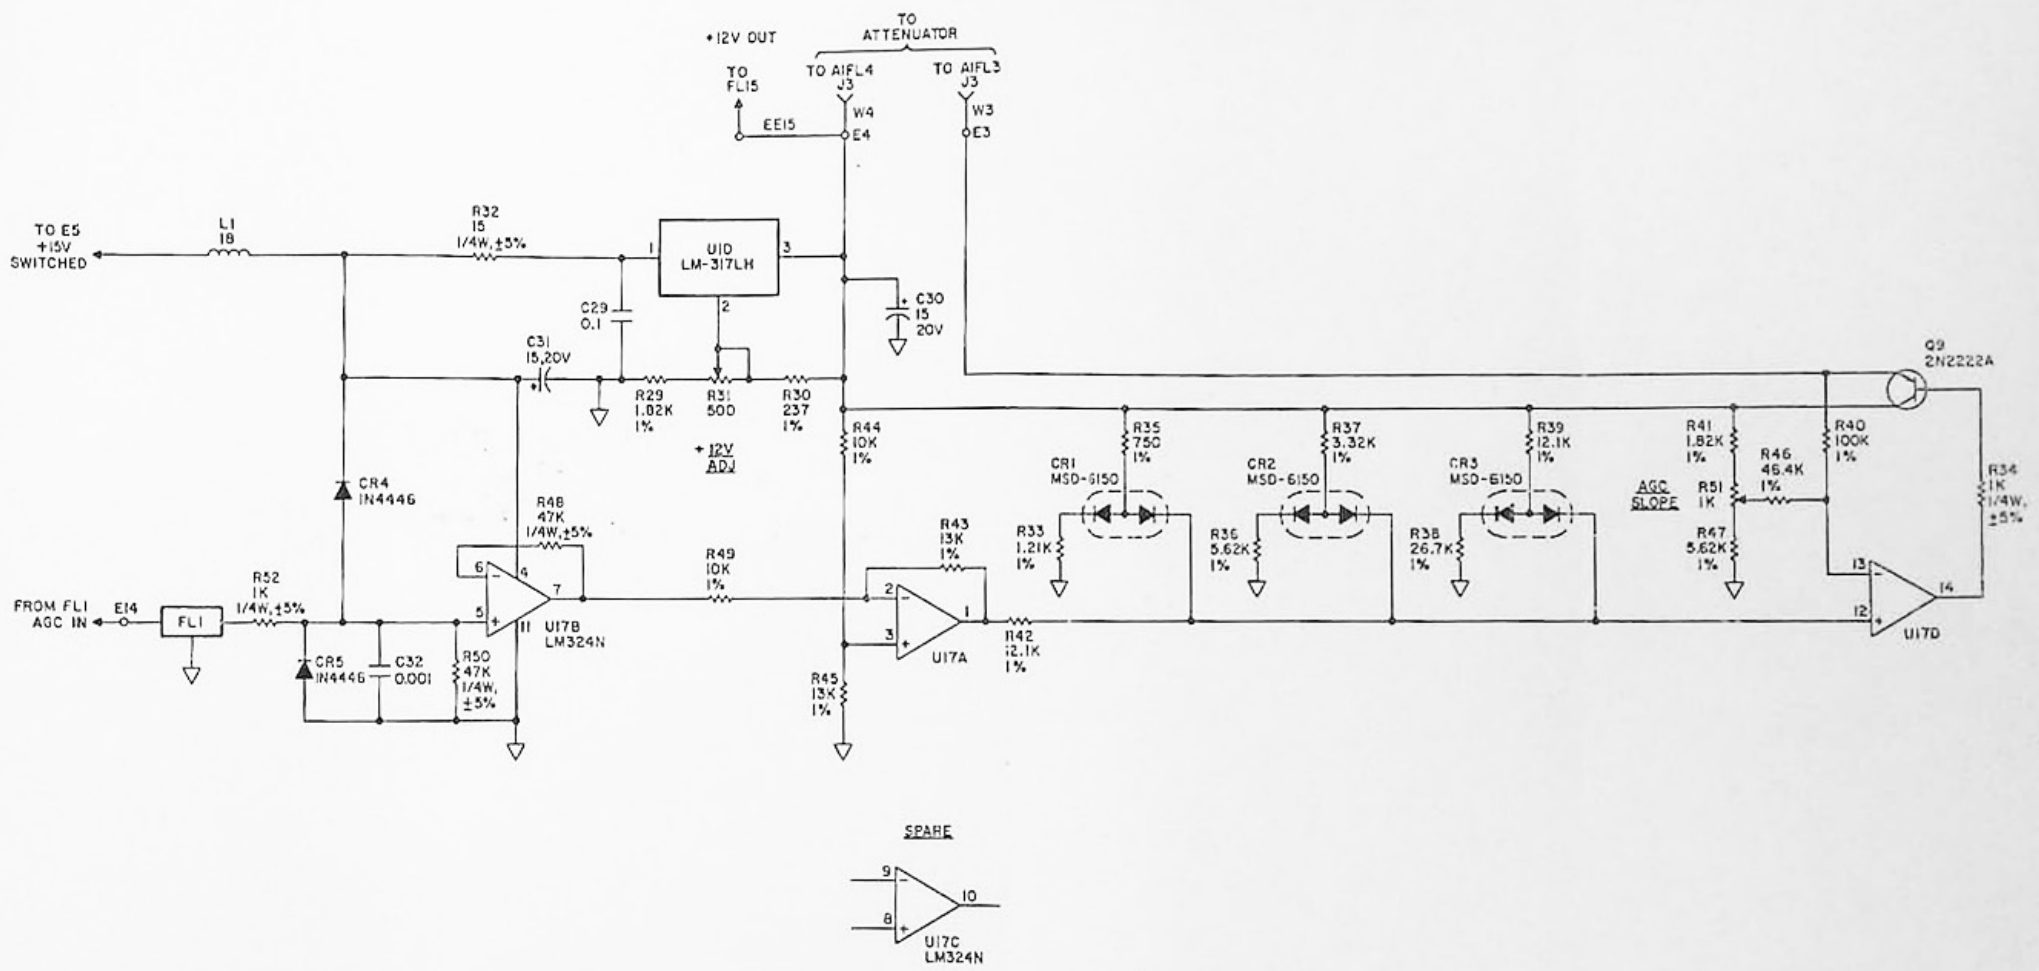 TO
ATTENUATOR
+12V OUT
TO
FL15
TO A1FL4
J3
TO A1FL3
J3
W4
W3
EE15
E4
E3
TO E5
+15V
SWITCHED
L1
18
R32
15
1/4W,±5%
1
U10
LM-317LH
3
2
C29
0.1
C30
15
20V
+
C31
15,20V
+
R29
1.82K
1%
R31
500
R30
237
1%
+12V
ADJ
Q9
2N2222A
R44
10K
1%
R35
750
1%
R37
3.32K
1%
R39
12.1K
1%
R41
1.82K
1%
R40
100K
1%
R46
46.4K
1%
R34
1K
1/4W,
±5%
CR1
MSD-6150
CR2
MSD-6150
CR3
MSD-6150
AGC
SLOPE
R51
1K
CR4
1N4446
R48
47K
1/4W,±5%
R33
1.21K
1%
R36
5.62K
1%
R38
26.7K
1%
R47
5.62K
1%
R49
10K
1%
R43
13K
1%
FROM FL1
AGC IN
E14
FL1
R52
1K
1/4W,±5%
6
-
4
7
5
+
11
U17B
LM324N
2
-
1
3
+
U17A
R42
12.1K
1%
13
-
14
12
+
U17D
CR5
1N4446
C32
0.001
R50
47K
1/4W,
±5%
R45
13K
1%
SPARE
9
-
10
8
+
U17C
LM324N